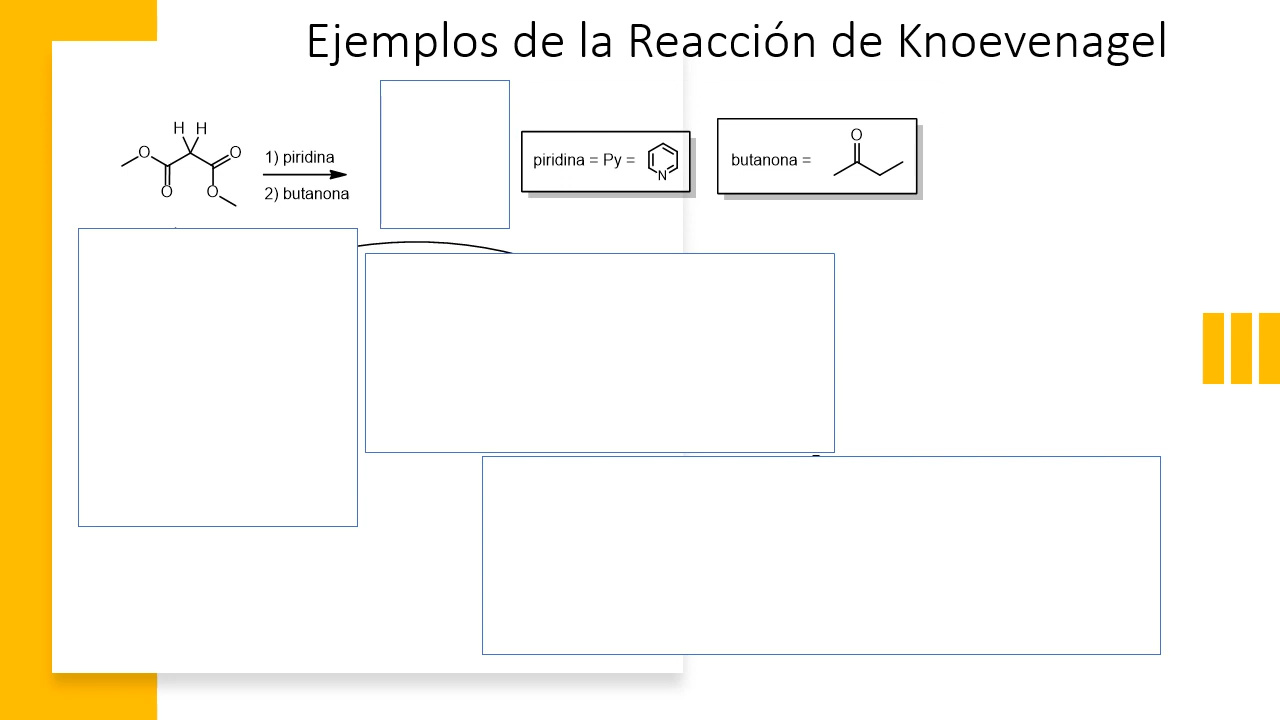 Ejemplos de la Reacción de Knoevenagel
H H
O
O
O
O
1) piridina
2) butanona
piridina = Py =
N
butanona =
O